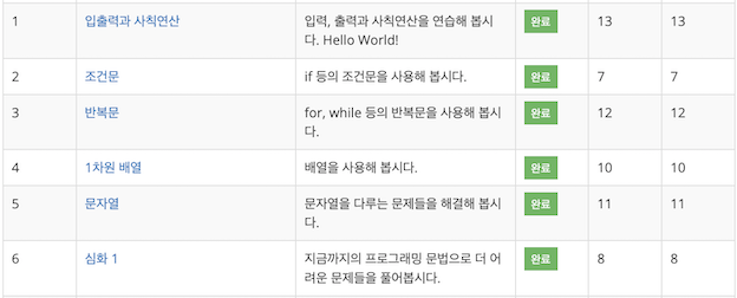 1 입출력과 사칙연산 입력, 출력과 사칙연산을 연습해 봅시 완료 13 13
다. Hello World!
2 조건문 if 등의 조건문을 사용해 봅시다. 완료 7 7
3 반복문 for, while 등의 반복문을 사용해 봅시 완료 12 12
다.
4 1차원 배열 배열을 사용해 봅시다. 완료 10 10
5 문자열 문자열을 다루는 문제들을 해결해 봅시 완료 11 11
다.
6 심화 1 지금까지의 프로그래밍 문법으로 더 어 완료 8 8
려운 문제들을 풀어봅시다.